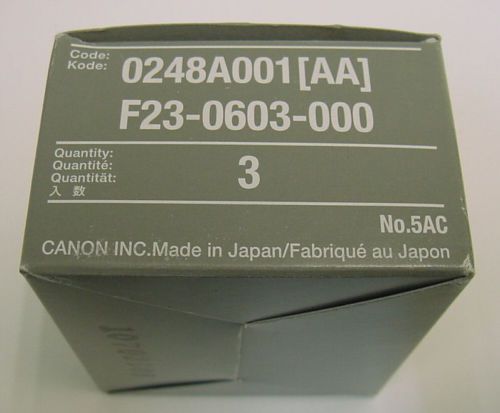 Code:
Kode: 0248A001[AA]
F23-0603-000
Quantity:
Quantité: 3
Quantität:
入 数
No.5AC
CANON INC.Made in Japan/Fabriqué au Japon